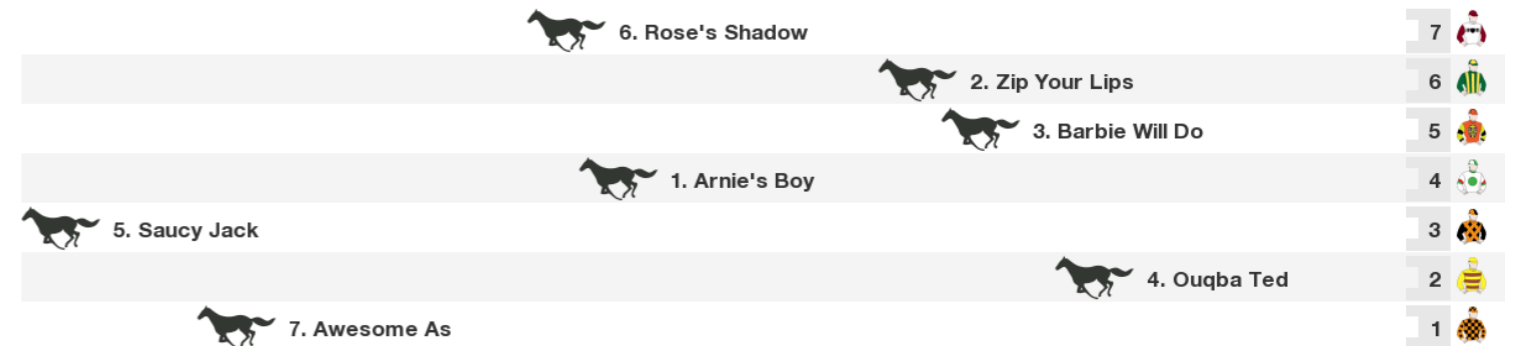 6. Rose's Shadow 7
2. Zip Your Lips 6
3. Barbie Will Do 5
1. Arnie's Boy 4
5. Saucy Jack 3
4. Ouqba Ted 2
7. Awesome As 1